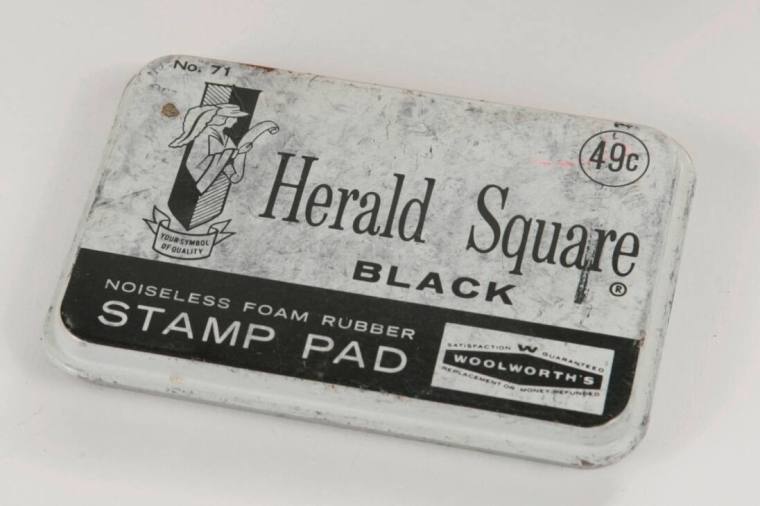 No. 71
49c
YOUR SYMBOL
OF QUALITY
Herald Square
BLACK
®
NOISELESS FOAM RUBBER
STAMP PAD
SATISFACTION W GUARANTEED
WOOLWORTH'S
REPLACEMENT OR MONEY REFUNDED